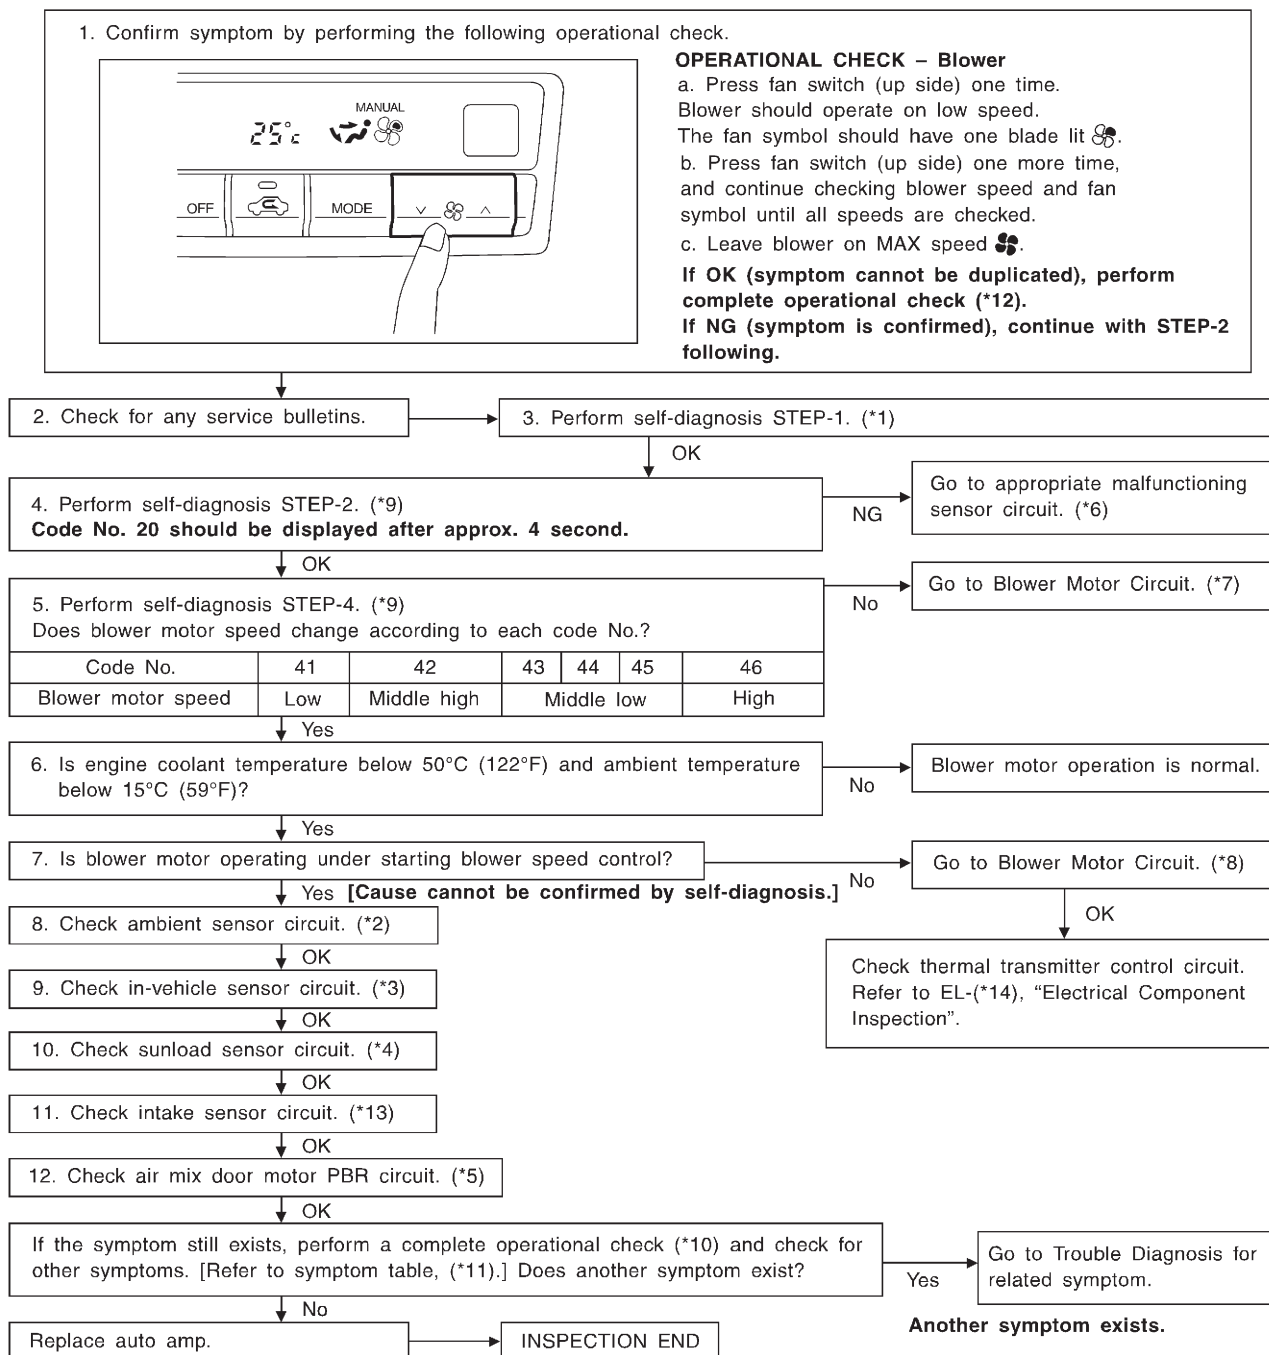 1. Confirm symptom by performing the following operational check.
MANUAL
25°c
OFF
MODE
OPERATIONAL CHECK – Blower
a. Press fan switch (up side) one time.
Blower should operate on low speed.
The fan symbol should have one blade lit.
b. Press fan switch (up side) one more time,
and continue checking blower speed and fan
symbol until all speeds are checked.
c. Leave blower on MAX speed.
If OK (symptom cannot be duplicated), perform
complete operational check (*12).
If NG (symptom is confirmed), continue with STEP-2
following.
2. Check for any service bulletins.
3. Perform self-diagnosis STEP-1. (*1)
OK
4. Perform self-diagnosis STEP-2. (*9)
Code No. 20 should be displayed after approx. 4 second.
NG
Go to appropriate malfunctioning
sensor circuit. (*6)
OK
5. Perform self-diagnosis STEP-4. (*9)
Does blower motor speed change according to each code No.?
No
Go to Blower Motor Circuit. (*7)
Code No. 41 42 43 44 45 46
Blower motor speed Low Middle high Middle low High
Yes
6. Is engine coolant temperature below 50°C (122°F) and ambient temperature
below 15°C (59°F)?
No
Blower motor operation is normal.
Yes
7. Is blower motor operating under starting blower speed control?
No
Go to Blower Motor Circuit. (*8)
Yes [Cause cannot be confirmed by self-diagnosis.]
OK
Check thermal transmitter control circuit.
Refer to EL-(*14), “Electrical Component
Inspection”.
8. Check ambient sensor circuit. (*2)
OK
9. Check in-vehicle sensor circuit. (*3)
OK
10. Check sunload sensor circuit. (*4)
OK
11. Check intake sensor circuit. (*13)
OK
12. Check air mix door motor PBR circuit. (*5)
OK
If the symptom still exists, perform a complete operational check (*10) and check for
other symptoms. [Refer to symptom table, (*11).] Does another symptom exist?
Yes
Go to Trouble Diagnosis for
related symptom.
Another symptom exists.
No
Replace auto amp.
INSPECTION END